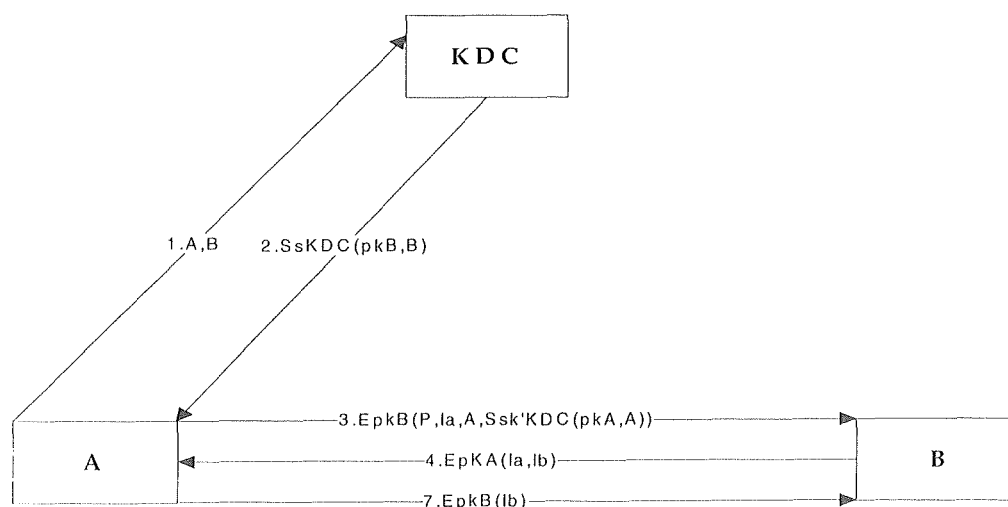 KDC
1.A,B
2.SsKDC(pkB,B)
3.EpkB(P,Ia,A,Ssk'KDC(pkA,A))
A
4.EpKA(Ia,Ib)
B
7.EpkB(Ib)